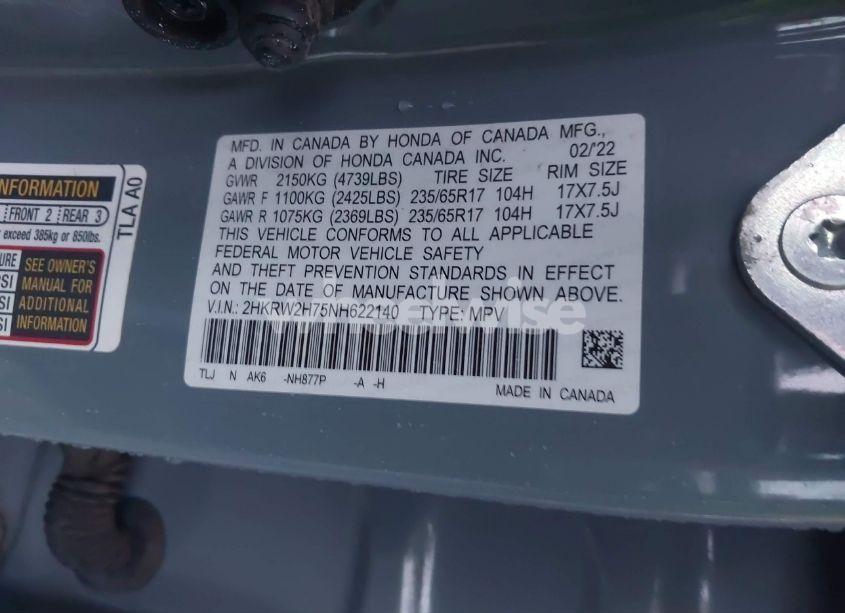 INFORMATION
FRONT 2 REAR 3
exceed 385kg or 850lbs.
SEE OWNER'S
MANUAL FOR
ADDITIONAL
INFORMATION
TLA A0
MFD. IN CANADA BY HONDA OF CANADA MFG.,
A DIVISION OF HONDA CANADA INC. 02/'22
GVWR 2150KG (4739LBS) TIRE SIZE RIM SIZE
GAWR F 1100KG (2425LBS) 235/65R17 104H 17X7.5J
GAWR R 1075KG (2369LBS) 235/65R17 104H 17X7.5J
THIS VEHICLE CONFORMS TO ALL APPLICABLE
FEDERAL MOTOR VEHICLE SAFETY
AND THEFT PREVENTION STANDARDS IN EFFECT
ON THE DATE OF MANUFACTURE SHOWN ABOVE.
V.I.N.: 2HKRW2H75NH622140 TYPE: MPV
TLJ N AK6 -NH877P -A -H
MADE IN CANADA